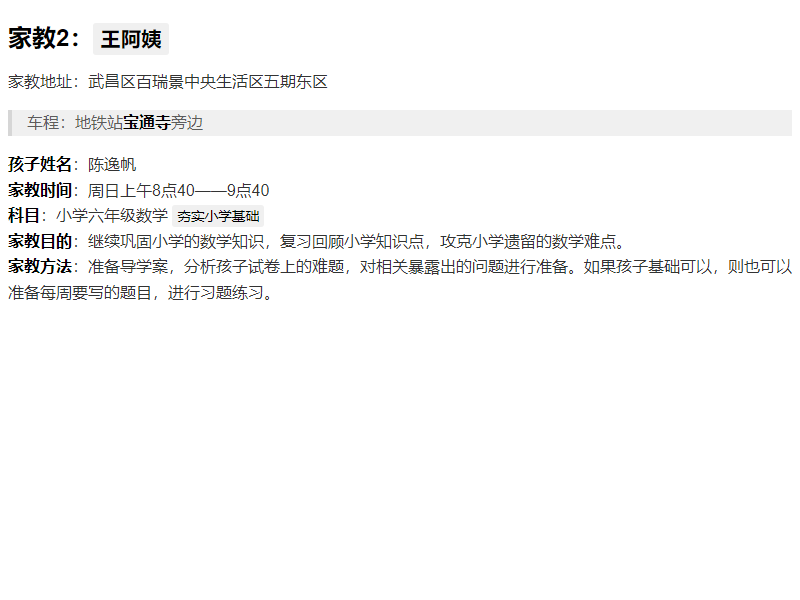 家教2：王阿姨
家教地址：武昌区百瑞景中央生活区五期东区
车程：地铁站宝通寺旁边
孩子姓名：陈逸帆
家教时间：周日上午8点40——9点40
科目：小学六年级数学 夯实小学基础
家教目的：继续巩固小学的数学知识，复习回顾小学知识点，攻克小学遗留的数学难点。
家教方法：准备导学案，分析孩子试卷上的难题，对相关暴露出的问题进行准备。如果孩子基础可以，则也可以
准备每周要写的题目，进行习题练习。